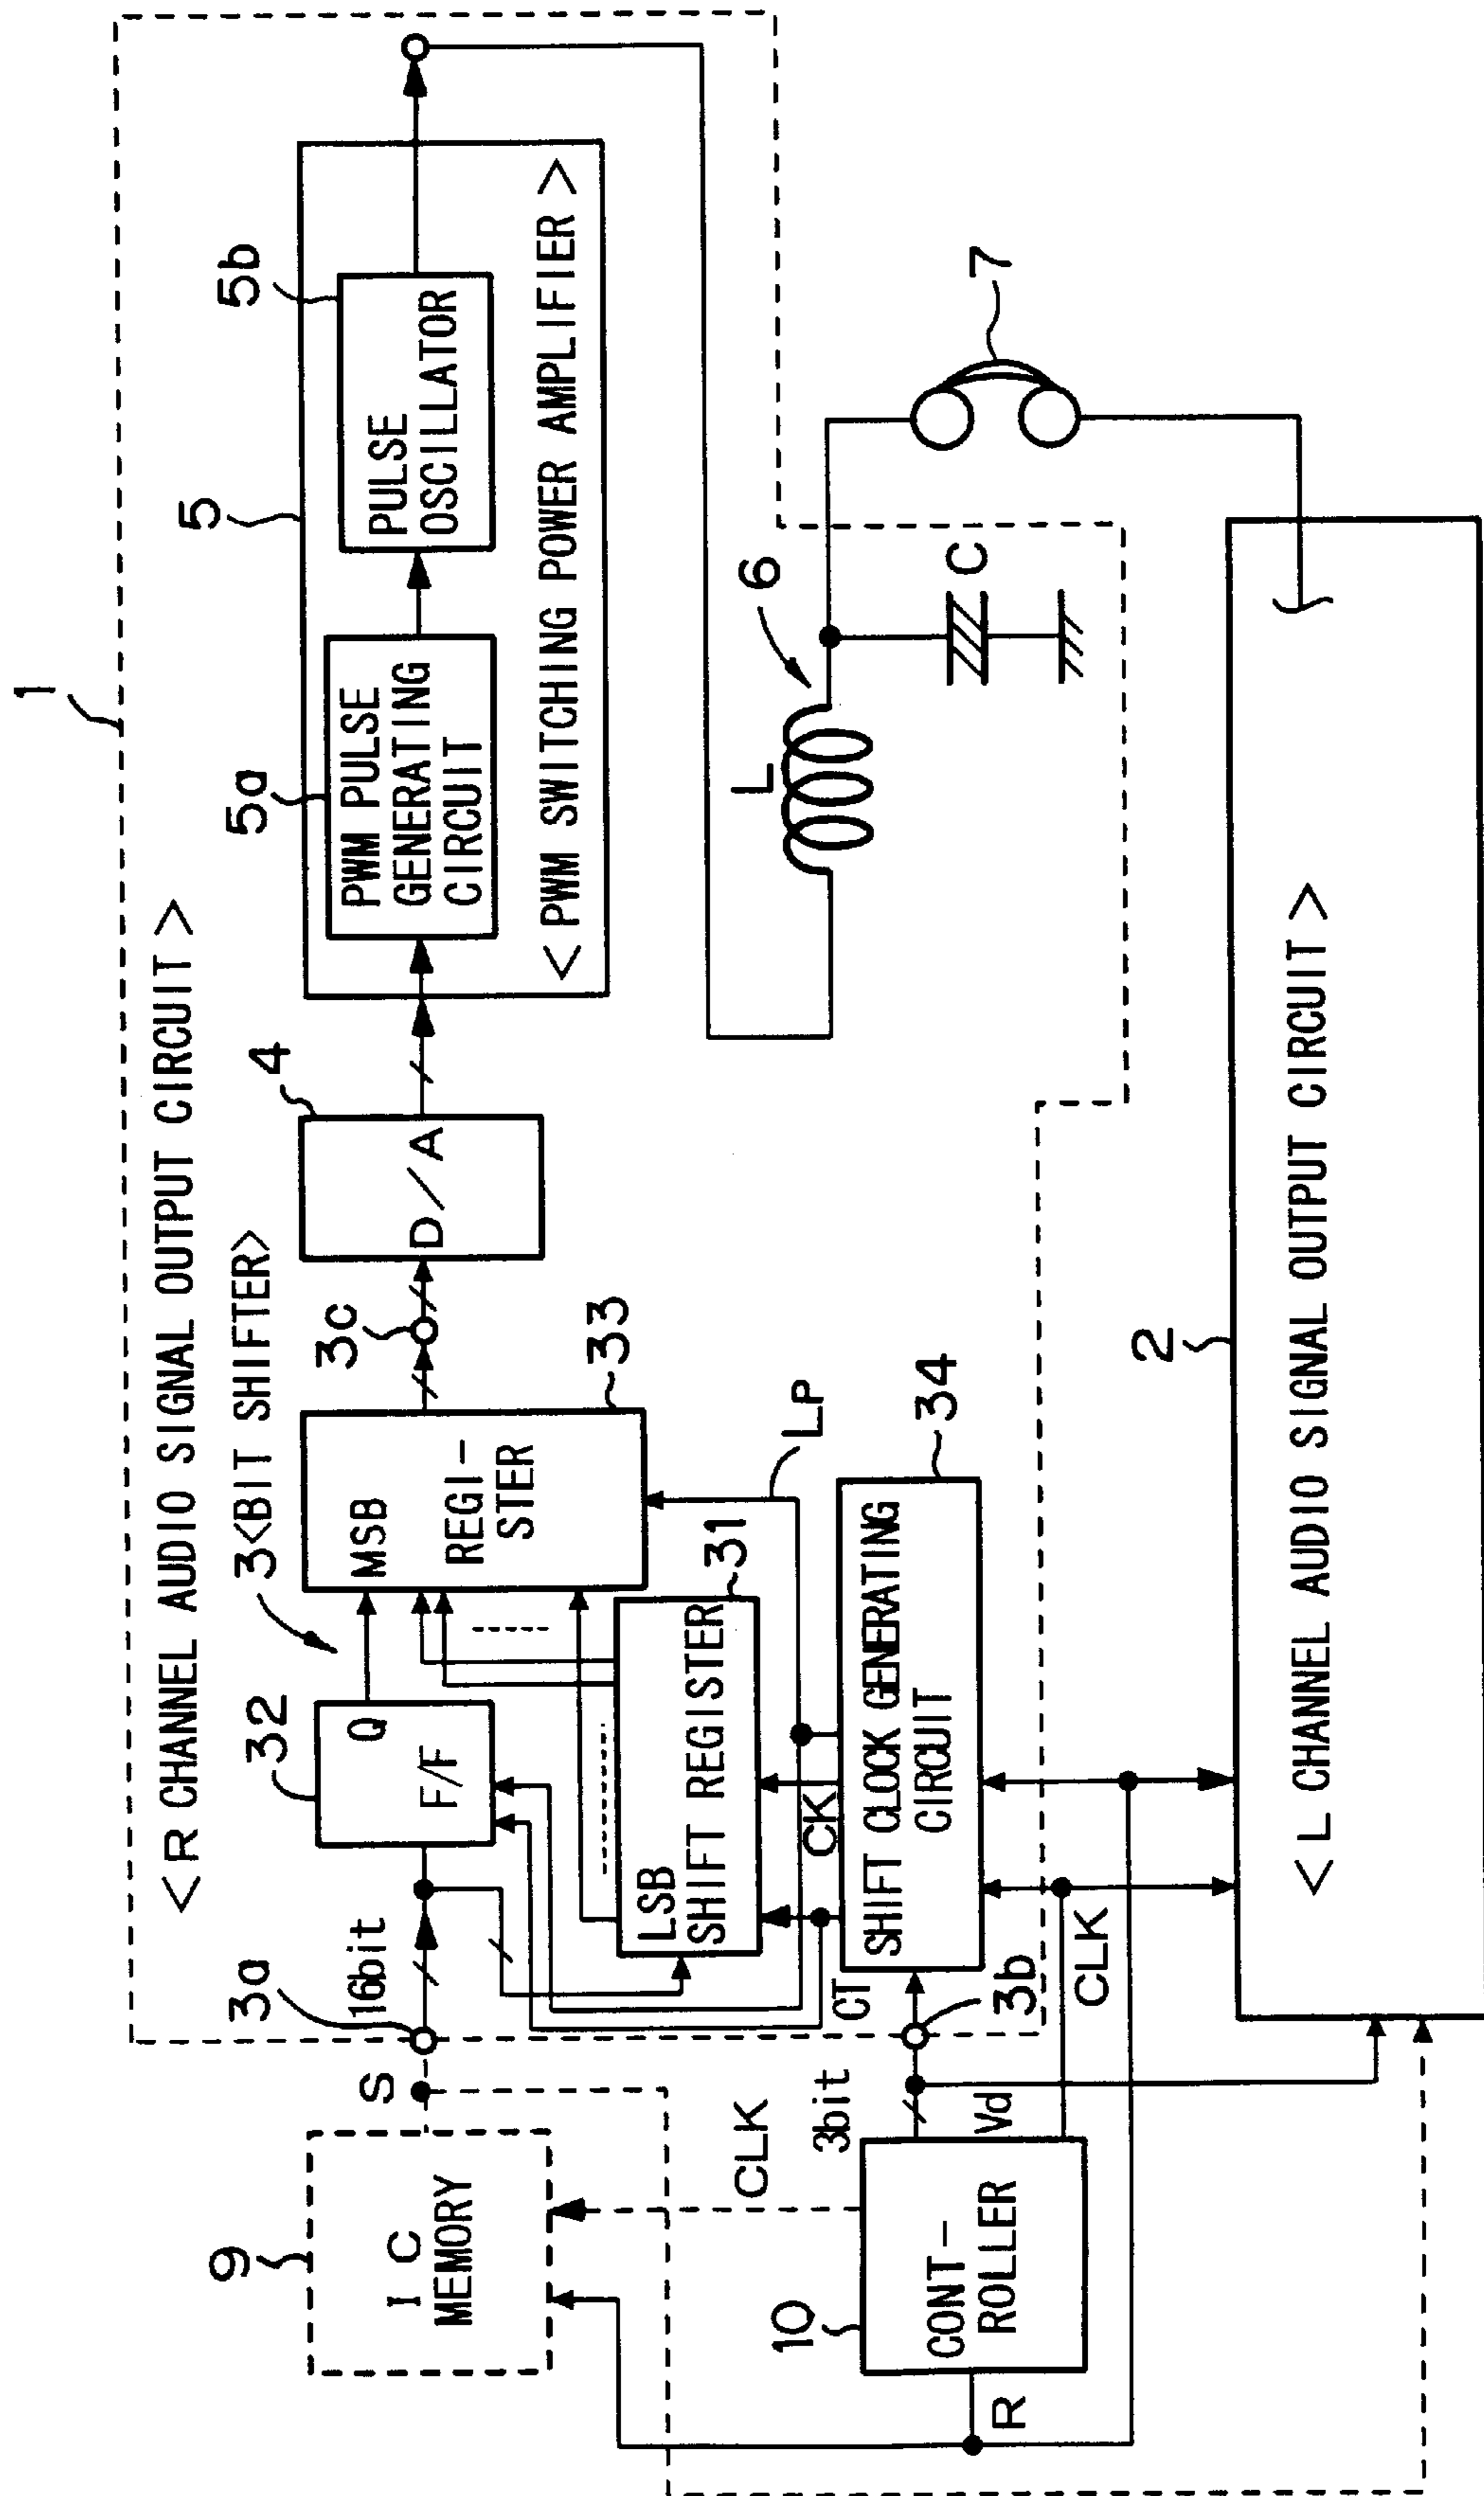 1
< R CHANNEL AUDIO SIGNAL OUTPUT CIRCUIT >
3 <BIT SHIFTER>
9
I C
MEMORY
S
3a
16bit
32
Q
F/F
MSB
REGI-
STER
33
3c
4
D/A
5
5a
PWM PULSE
GENERATING
CIRCUIT
5b
PULSE
OSCILLATOR
< PWM SWITCHING POWER AMPLIFIER >
LSB
SHIFT REGISTER
31
LP
CK
CT
SHIFT CLOCK GENERATING
CIRCUIT
34
L
6
C
7
CLK
3bit
3b
10
CONT-
ROLLER
Vd
R
CLK
2
< L CHANNEL AUDIO SIGNAL OUTPUT CIRCUIT >